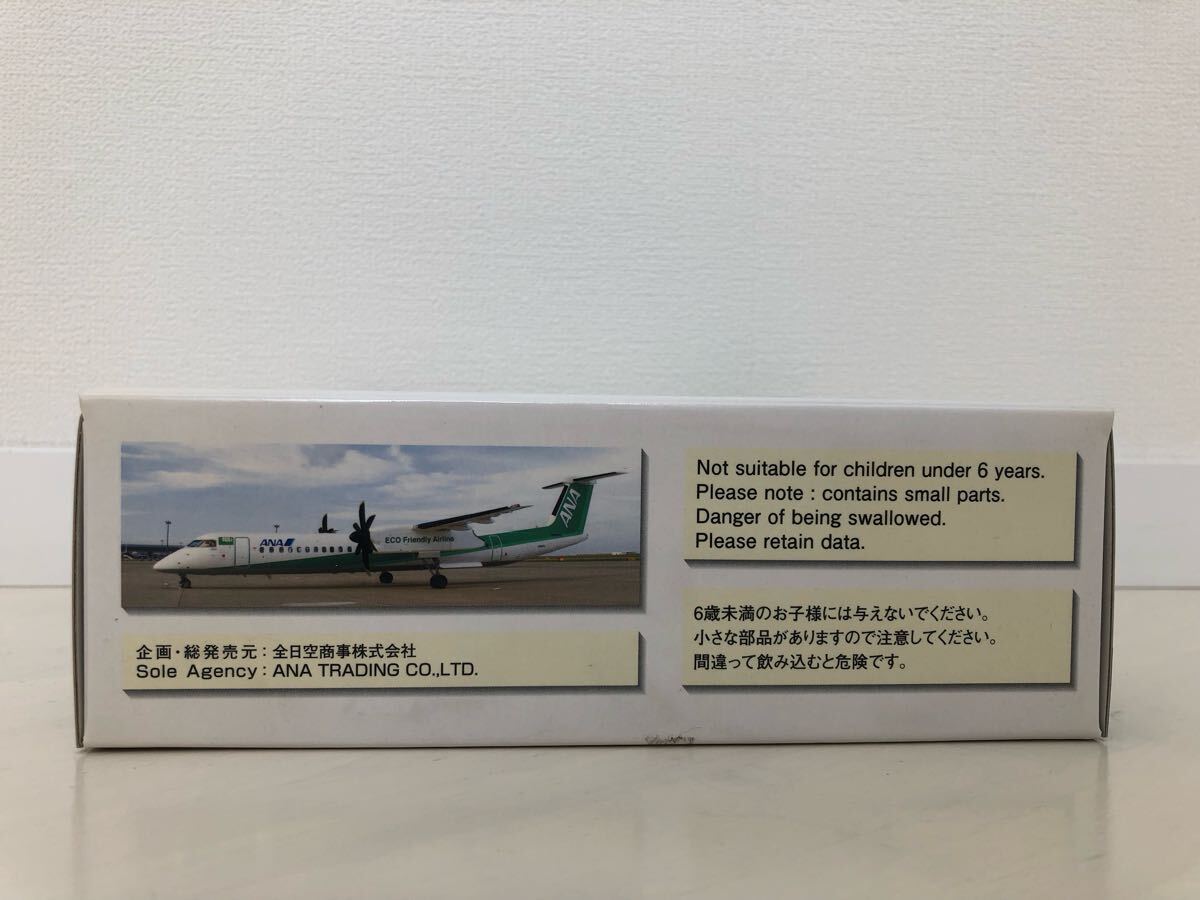 ANA
ECO Friendly Airline
ANA
企画・総発売元：全日空商事株式会社
Sole Agency : ANA TRADING CO.,LTD.
Not suitable for children under 6 years.
Please note : contains small parts.
Danger of being swallowed.
Please retain data.
6歳未満のお子様には与えないでください。
小さな部品がありますので注意してください。
間違って飲み込むと危険です。